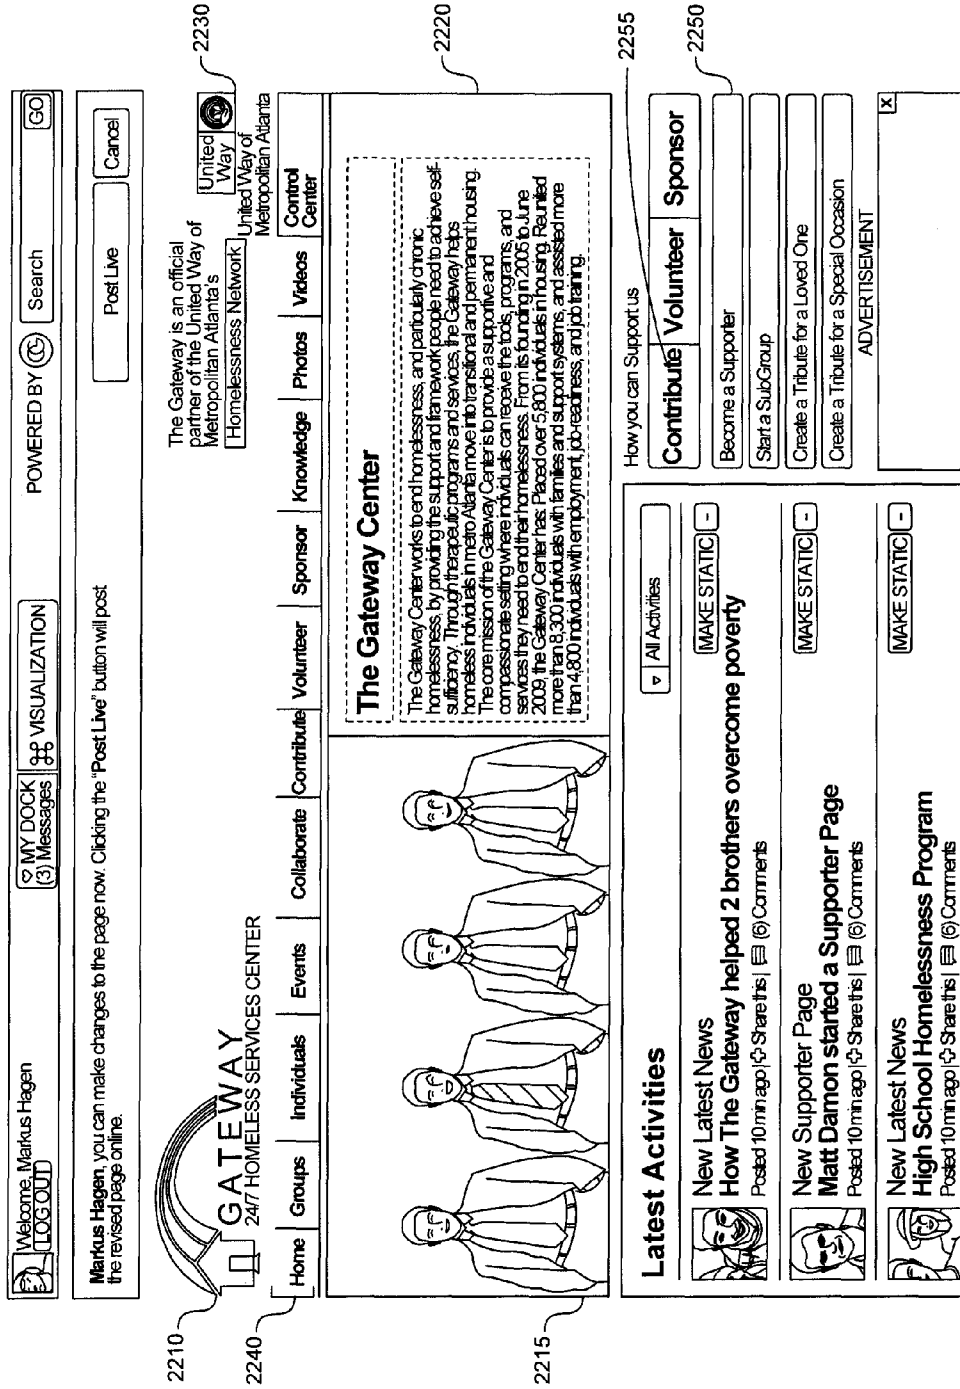 Welcome, Markus Hagen
LOG OUT
MY DOCK
(3) Messages
VISUALIZATION
POWERED BY
Search
GO
Markus Hagen, you can make changes to the page now. Clicking the "Post Live" button will post
the revised page online.
Post Live
Cancel
2210
GATEWAY
24/7 HOMELESS SERVICES CENTER
The Gateway is an official
partner of the United Way of
Metropolitan Atlanta's
Homelessness Network
United
Way
United Way of
Metropolitan Atlanta
2230
2240
Home
Groups
Individuals
Events
Collaborate
Contribute
Volunteer
Sponsor
Knowledge
Photos
Videos
Control
Center
2215
The Gateway Center
The Gateway Center works to end homelessness, and particularly chronic
homelessness, by providing the support and framework people need to achieve self-
sufficiency. Through therapeutic programs and services, the Gateway helps
homeless individuals in metro Atlanta move into transitional and permanent housing.
The core mission of the Gateway Center is to provide a supportive and
compassionate setting where individuals can receive the tools, programs, and
services they need to end their homelessness. From its founding in 2005 to June
2009, the Gateway Center has: Placed over 5,800 individuals in housing. Reunited
more than 8,300 individuals with families and support systems, and assisted more
than 4,800 individuals with employment, job-readiness, and job training.
2220
Latest Activities
All Activities
New Latest News
How The Gateway helped 2 brothers overcome poverty
Posted 10 min ago | Share this | (6) Comments
MAKE STATIC -
New Supporter Page
Matt Damon started a Supporter Page
Posted 10 min ago | Share this | (6) Comments
MAKE STATIC -
New Latest News
High School Homelessness Program
Posted 10 min ago | Share this | (6) Comments
MAKE STATIC -
How you can Support us
2255
Contribute
Volunteer
Sponsor
Become a Supporter
2250
Start a SubGroup
Create a Tribute for a Loved One
Create a Tribute for a Special Occasion
ADVERTISEMENT
X